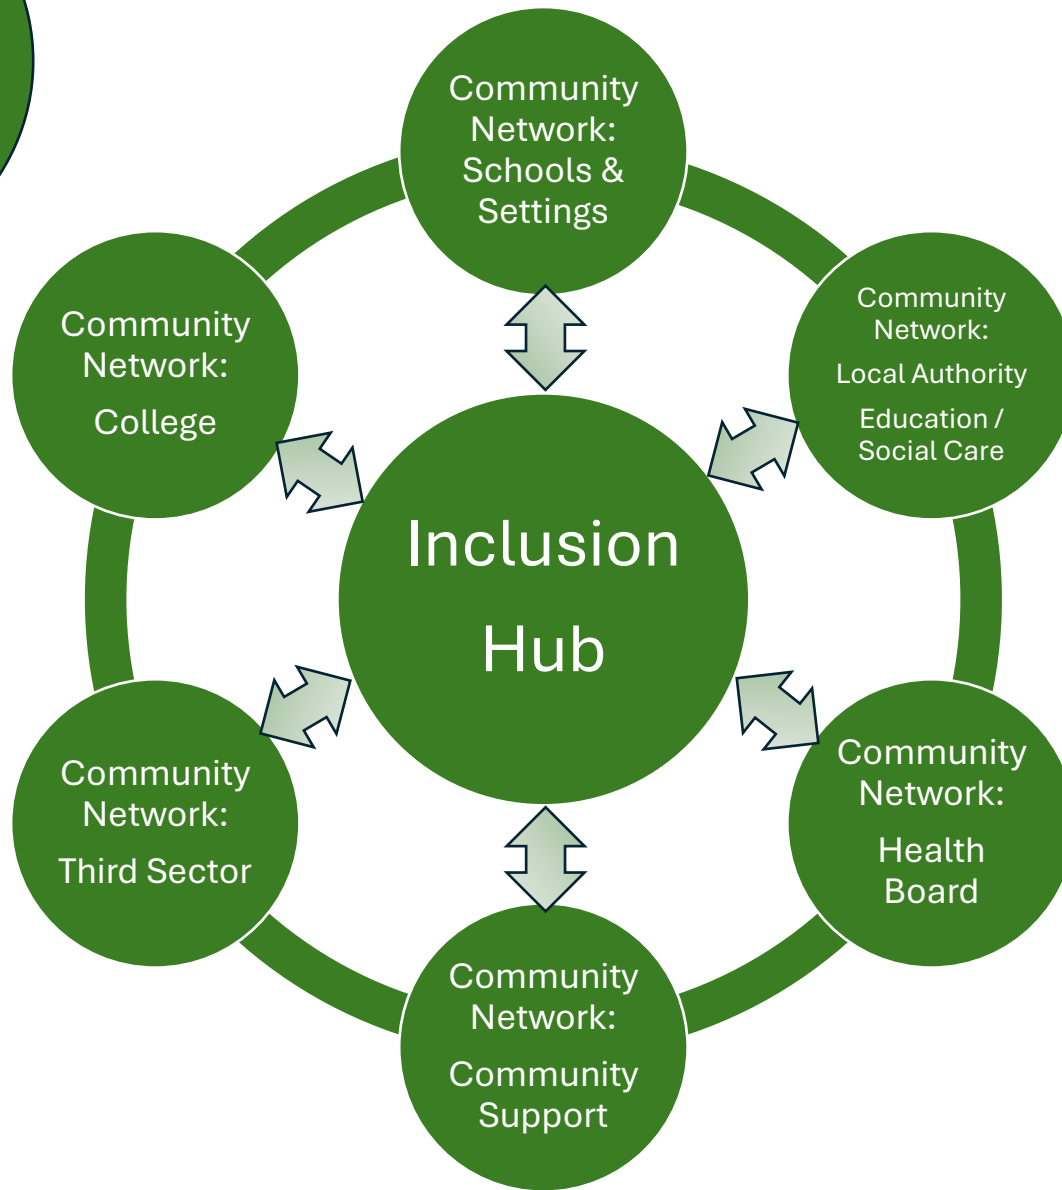 Community
Network:
Schools &
Settings
Community
Network:
Local Authority
Education /
Social Care
Community
Network:
College
Inclusion
Hub
Community
Network:
Health
Board
Community
Network:
Third Sector
Community
Network:
Community
Support